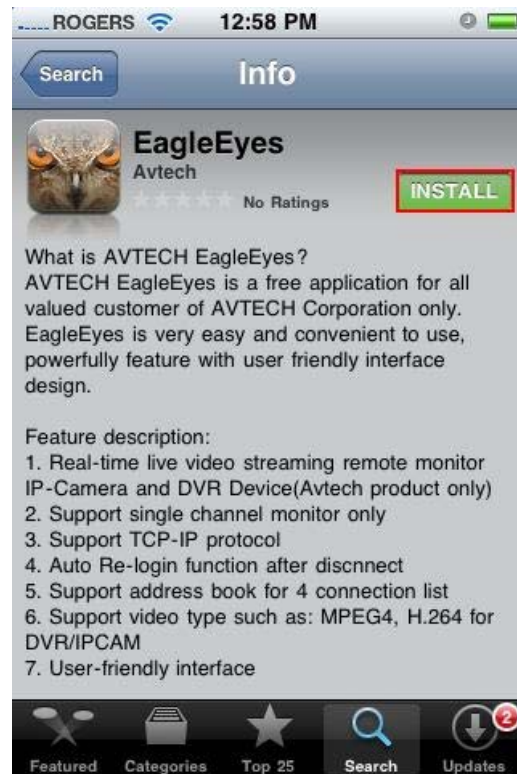 ROGERS 12:58 PM
Search Info
EagleEyes
Avtech
No Ratings
INSTALL
What is AVTECH EagleEyes?
AVTECH EagleEyes is a free application for all
valued customer of AVTECH Corporation only.
EagleEyes is very easy and convenient to use,
powerfully feature with user friendly interface
design.
Feature description:
1. Real-time live video streaming remote monitor
IP-Camera and DVR Device(Avtech product only)
2. Support single channel monitor only
3. Support TCP-IP protocol
4. Auto Re-login function after discnnect
5. Support address book for 4 connection list
6. Support video type such as: MPEG4, H.264 for
DVR/IPCAM
7. User-friendly interface
2
Featured Categories Top 25 Search Updates